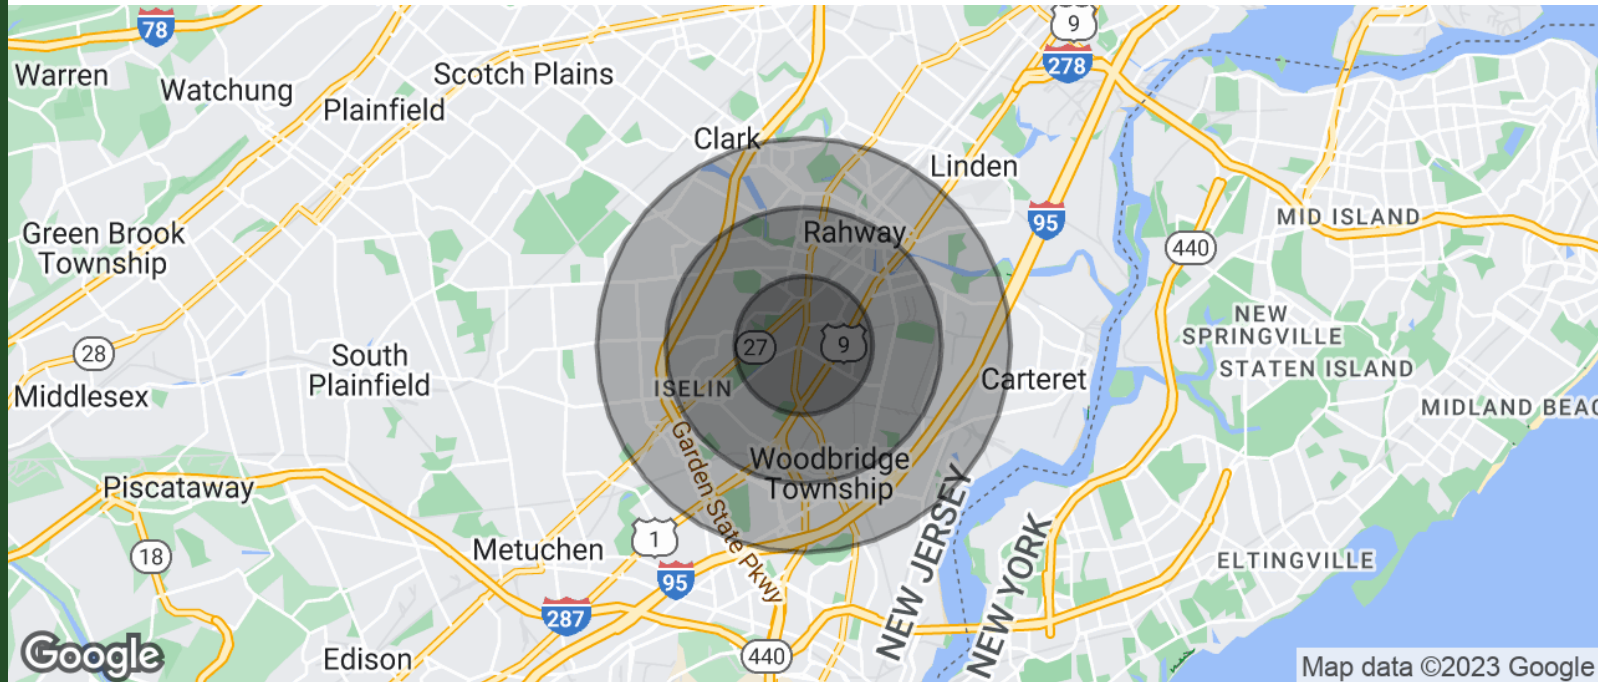 78
9
278
Warren
Watchung
Scotch Plains
Plainfield
Clark
Linden
95
MID ISLAND
440
Green Brook
Township
Rahway
28
South
Plainfield
27
9
NEW
SPRINGVILLE
STATEN ISLAND
Middlesex
ISELIN
Carteret
MIDLAND BEAC
Garden State Pkwy
Woodbridge
Township
Piscataway
NEW JERSEY
NEW YORK
18
Metuchen
1
95
287
ELTINGVILLE
Edison
440
Google
Map data ©2023 Google